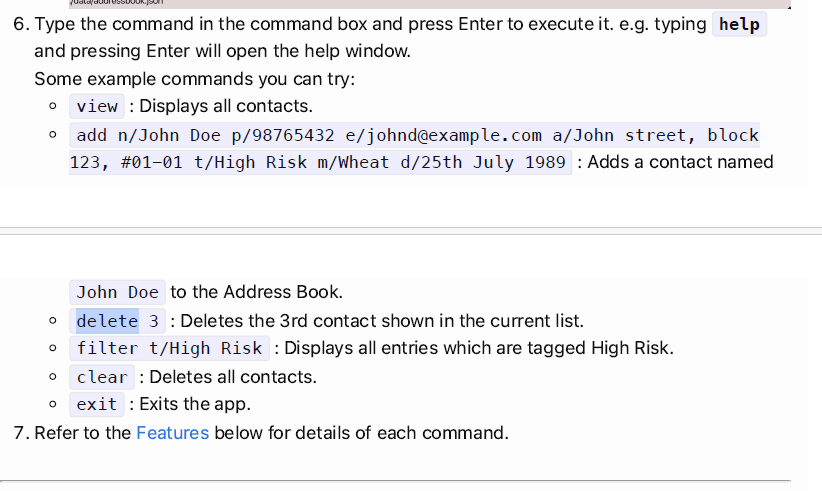 /data/addressbook.json
6. Type the command in the command box and press Enter to execute it. e.g. typing help
and pressing Enter will open the help window.
Some example commands you can try:
view : Displays all contacts.
add n/John Doe p/98765432 e/johnd@example.com a/John street, block
123, #01-01 t/High Risk m/Wheat d/25th July 1989 : Adds a contact named
John Doe to the Address Book.
delete 3 : Deletes the 3rd contact shown in the current list.
filter t/High Risk : Displays all entries which are tagged High Risk.
clear : Deletes all contacts.
exit : Exits the app.
7. Refer to the Features below for details of each command.